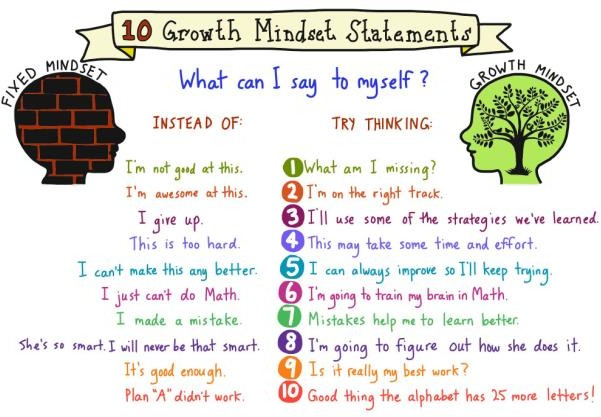 10 Growth Mindset Statements
FIXED MINDSET
GROWTH MINDSET
What can I say to myself?
INSTEAD OF: TRY THINKING:
I'm not good at this. 1 What am I missing?
I'm awesome at this. 2 I'm on the right track.
I give up. 3 I'll use some of the strategies we've learned.
This is too hard. 4 This may take some time and effort.
I can't make this any better. 5 I can always improve so I'll keep trying.
I just can't do Math. 6 I'm going to train my brain in Math.
I made a mistake. 7 Mistakes help me to learn better.
She's so smart. I will never be that smart. 8 I'm going to figure out how she does it.
It's good enough. 9 Is it really my best work?
Plan "A" didn't work. 10 Good thing the alphabet has 25 more letters!